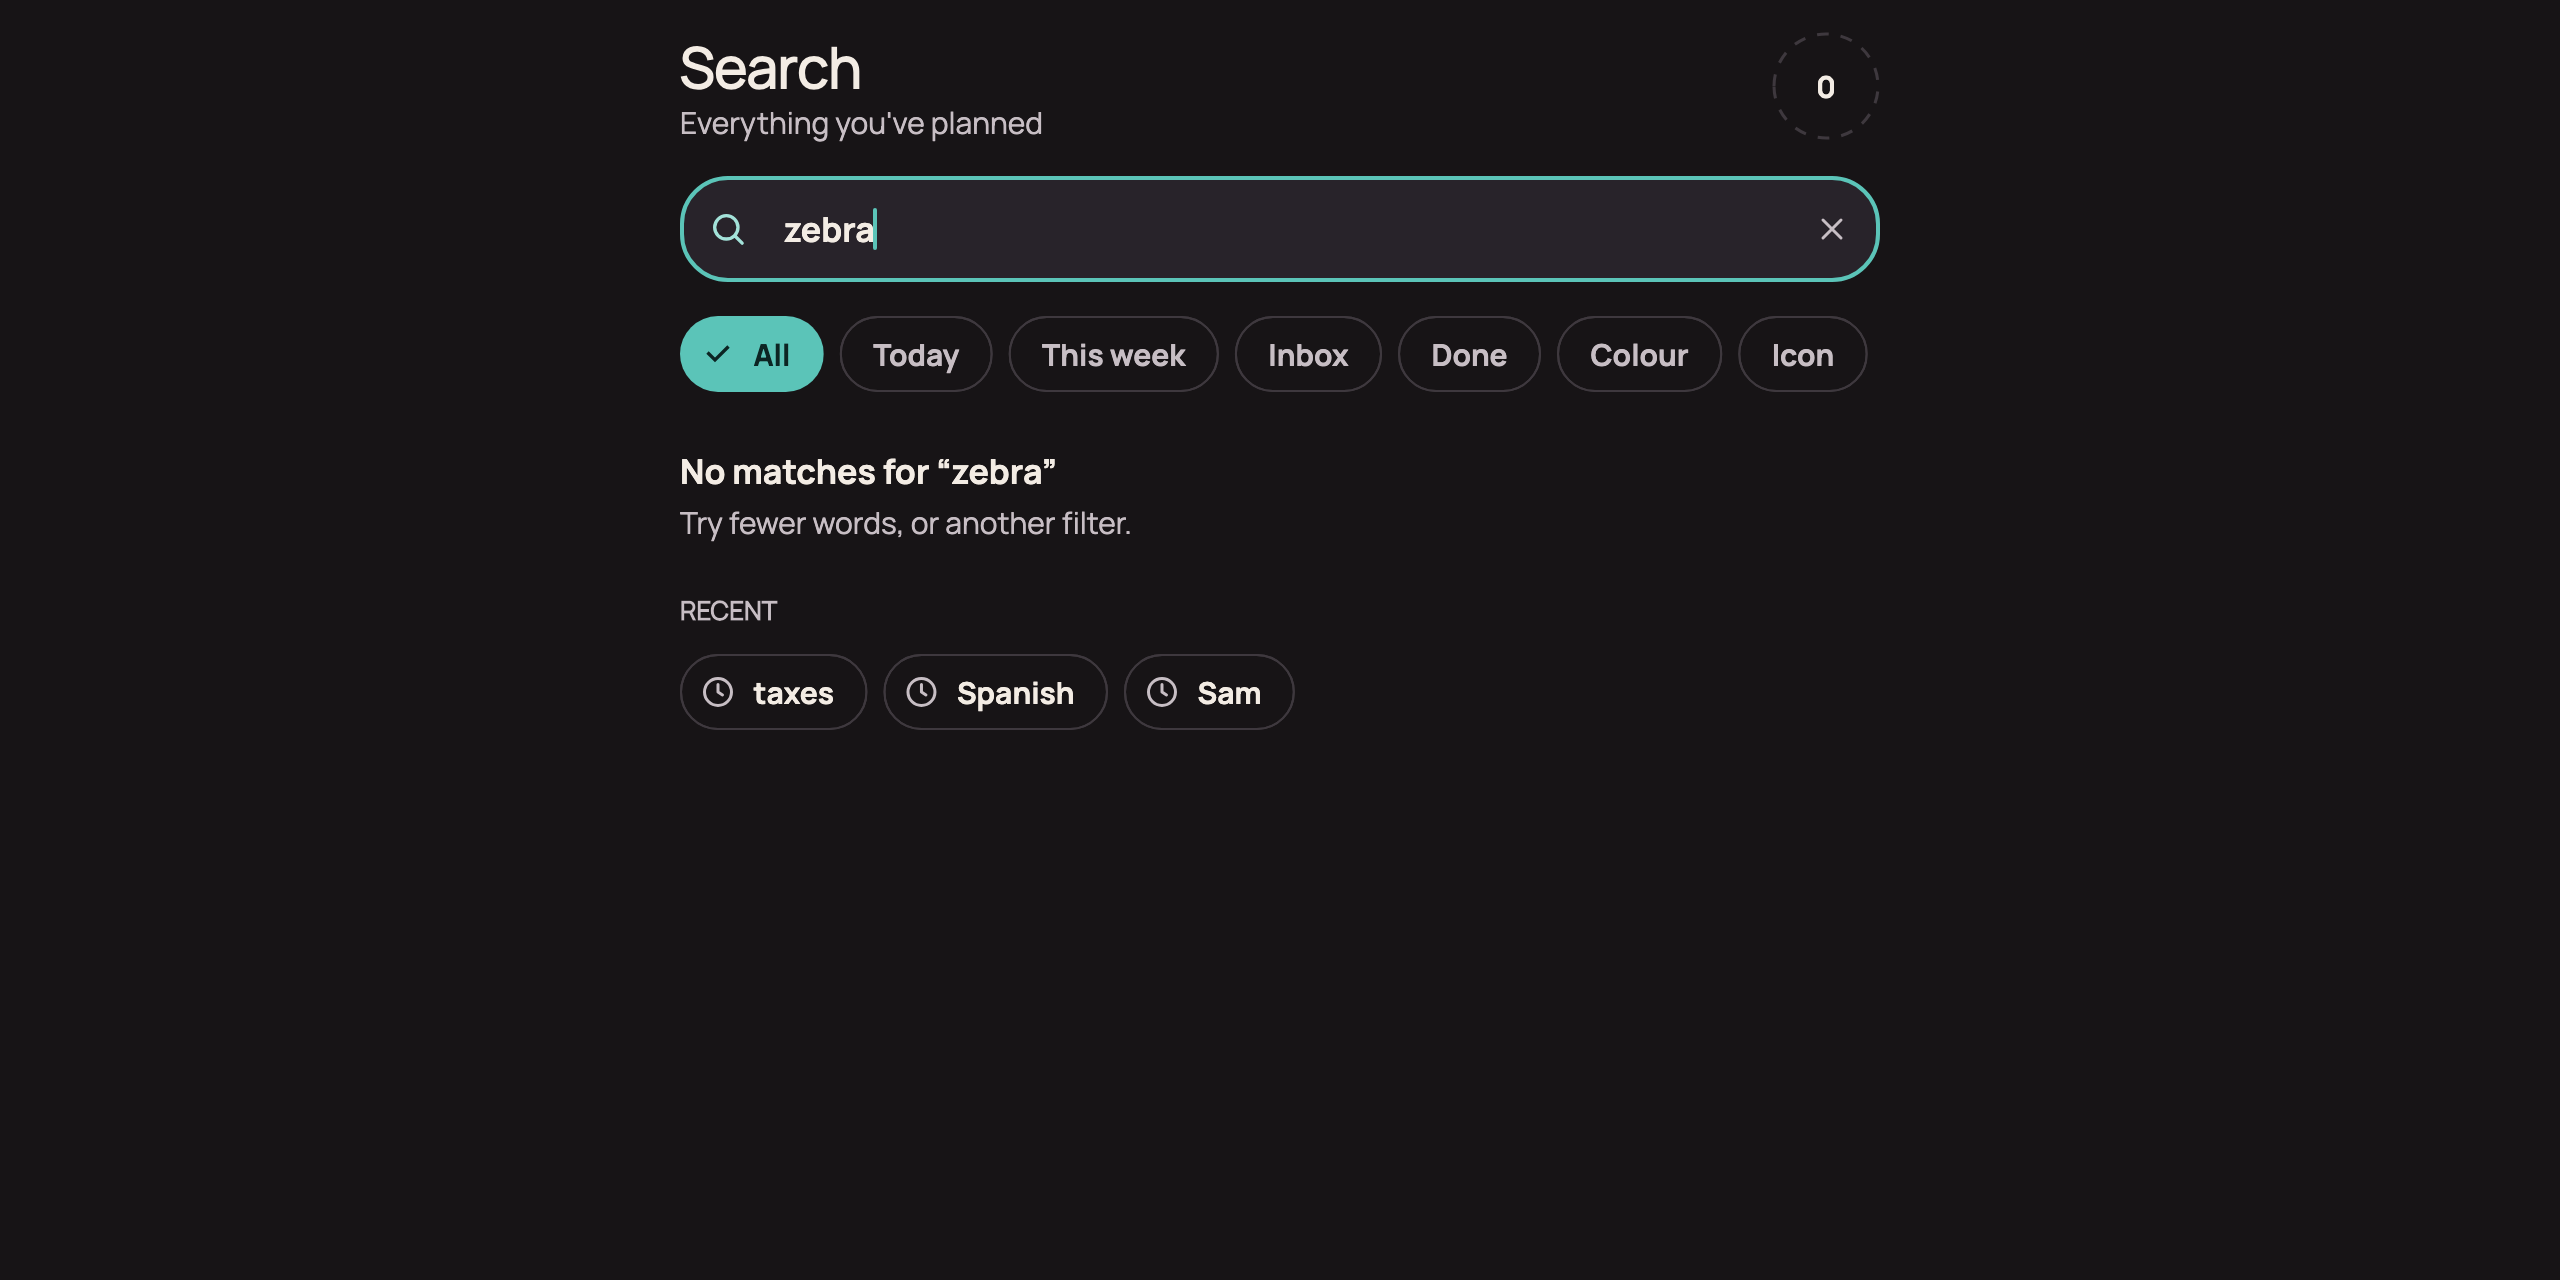 Search
0
Everything you've planned
zebra
All Today This week Inbox Done Colour Icon
No matches for “zebra”
Try fewer words, or another filter.
RECENT
taxes Spanish Sam